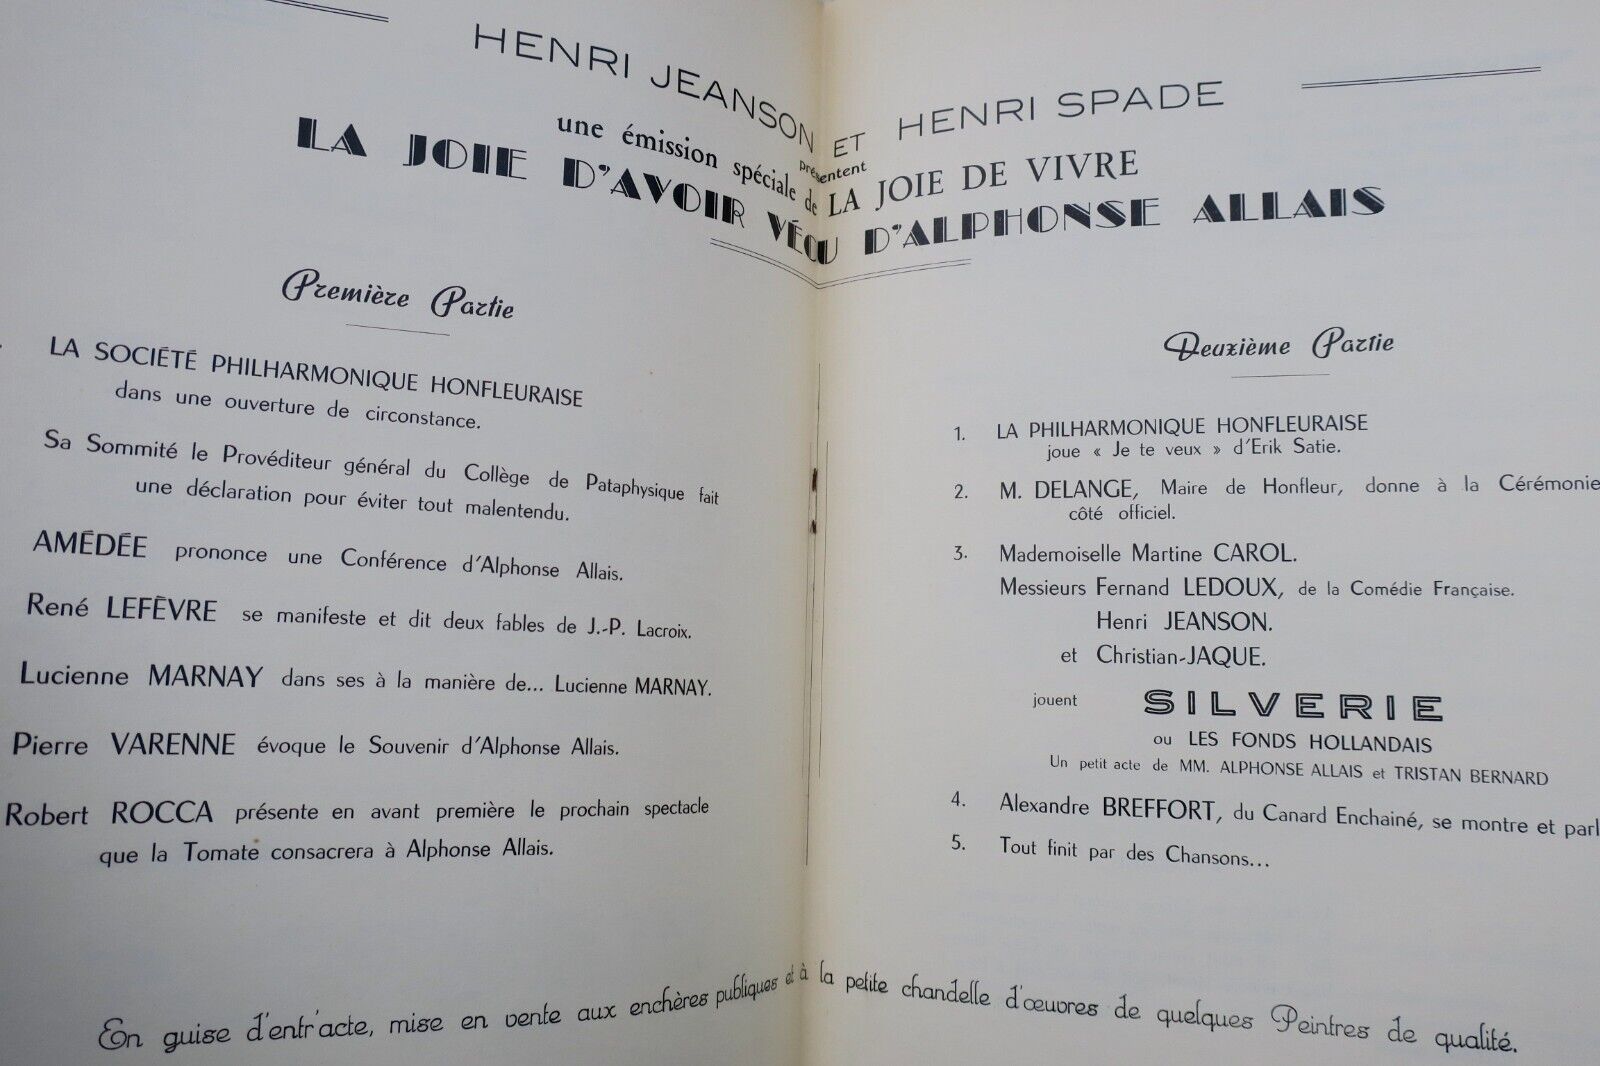 HENRI JEANSON ET HENRI SPADE
présentent
une émission spéciale de LA JOIE DE VIVRE
LA JOIE D'AVOIR VÉCU D'ALPHONSE ALLAIS
Première Partie
LA SOCIÉTÉ PHILHARMONIQUE HONFLEURAISE
dans une ouverture de circonstance.
Sa Sommité le Provéditeur général du Collège de Pataphysique fait
une déclaration pour éviter tout malentendu.
AMÉDÉE prononce une Conférence d'Alphonse Allais.
René LEFÈVRE se manifeste et dit deux fables de J.-P. Lacroix.
Lucienne MARNAY dans ses à la manière de... Lucienne MARNAY.
Pierre VARENNE évoque le Souvenir d'Alphonse Allais.
Robert ROCCA présente en avant première le prochain spectacle
que la Tomate consacrera à Alphonse Allais.
Deuxième Partie
1. LA PHILHARMONIQUE HONFLEURAISE
joue « Je te veux » d'Erik Satie.
2. M. DELANGE, Maire de Honfleur, donne à la Cérémonie
côté officiel.
3. Mademoiselle Martine CAROL.
Messieurs Fernand LEDOUX, de la Comédie Française.
Henri JEANSON.
et Christian-JAQUE.
jouent SILVERIE
ou LES FONDS HOLLANDAIS
Un petit acte de MM. ALPHONSE ALLAIS et TRISTAN BERNARD
4. Alexandre BREFFORT, du Canard Enchainé, se montre et parl
5. Tout finit par des Chansons...
En guise d'entr'acte, mise en vente aux enchères publiques et à la petite chandelle d'œuvres de quelques Peintres de qualité.